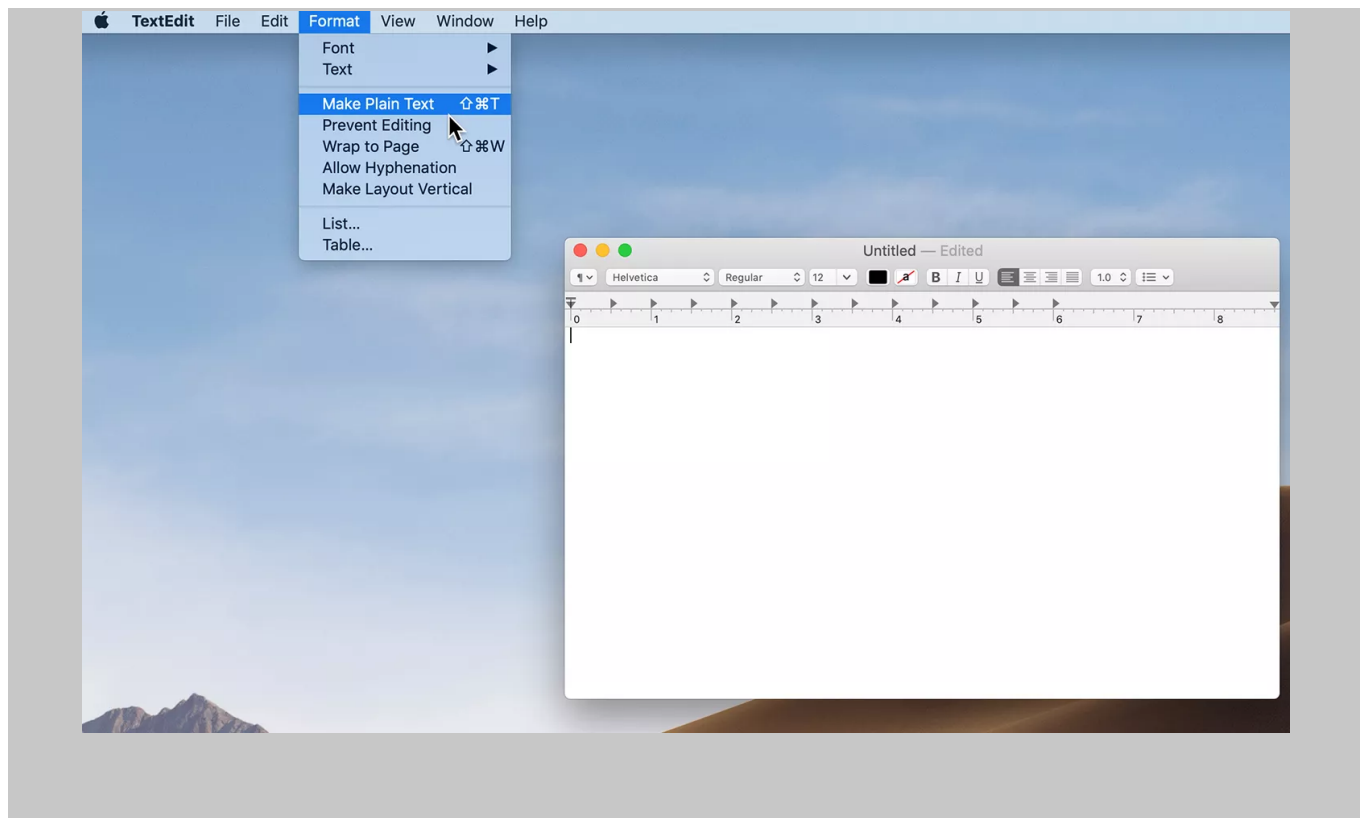 TextEdit File Edit Format View Window Help
Font ▶
Text ▶
Make Plain Text ⇧⌘T
Prevent Editing
Wrap to Page ⇧⌘W
Allow Hyphenation
Make Layout Vertical
List...
Table...
Untitled — Edited
¶ Helvetica Regular 12 a B I U 1.0
0 1 2 3 4 5 6 7 8